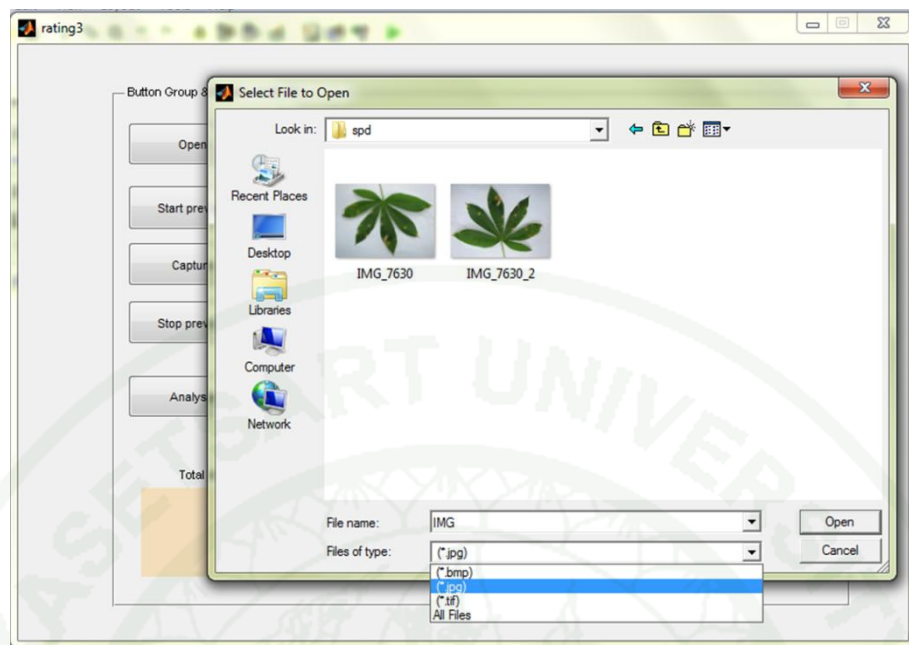 rating3
Button Group &
Select File to Open
Look in:
spd
Open
Start prev
Captur
Stop prev
Analys
Total
Recent Places
Desktop
Libraries
Computer
Network
IMG_7630
IMG_7630_2
File name:
IMG
Open
Files of type:
(*.jpg)
Cancel
(*.bmp)
(*.jpg)
(*.tif)
All Files
ASETSART UNIVERS